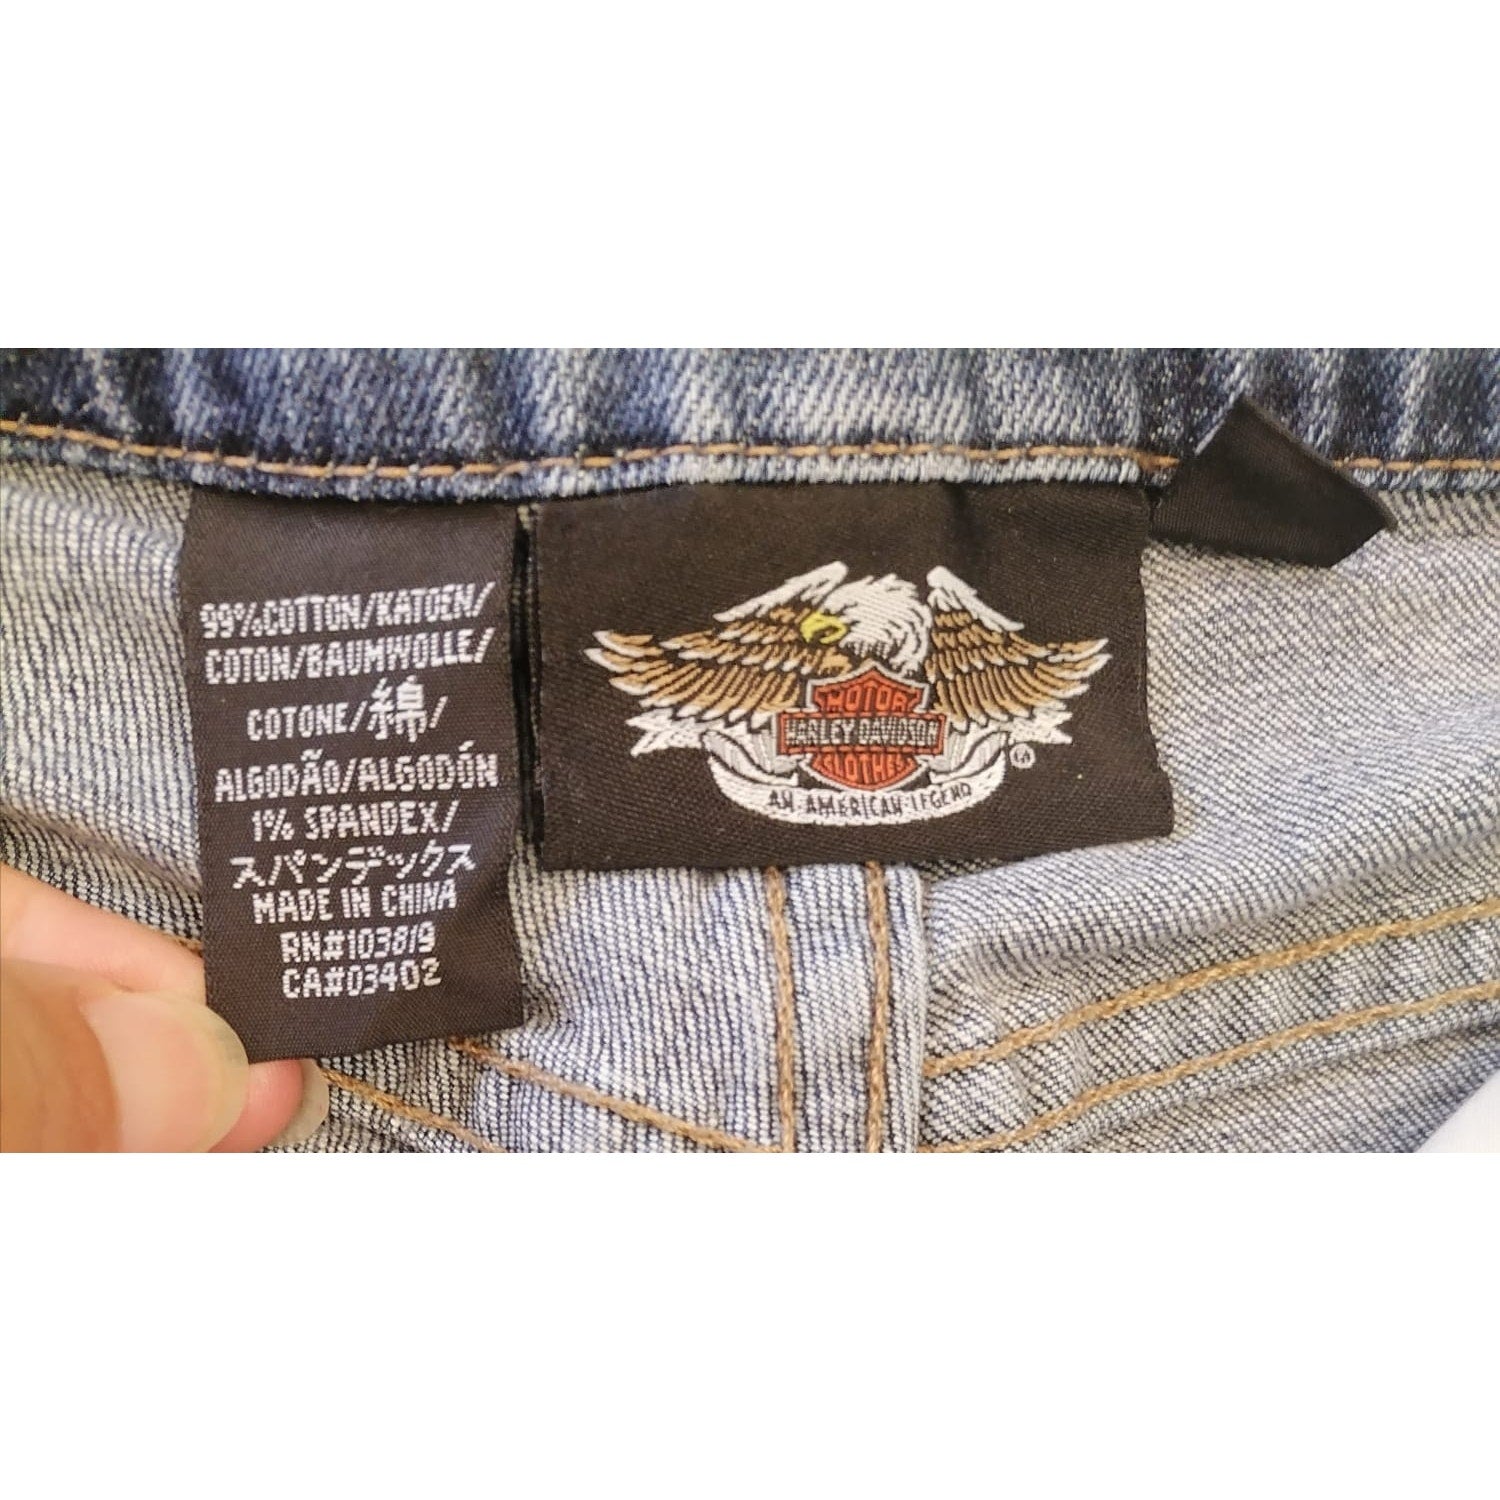 99%COTTON/KATOEN/
COTON/BAUMWOLLE/
COTONE/綿/
ALGODÃO/ALGODÓN
1% SPANDEX/
スパンデックス
MADE IN CHINA
RN#103819
CA#03402
MOTOR
HARLEY-DAVIDSON
CLOTHES
®
AN AMERICAN LEGEND